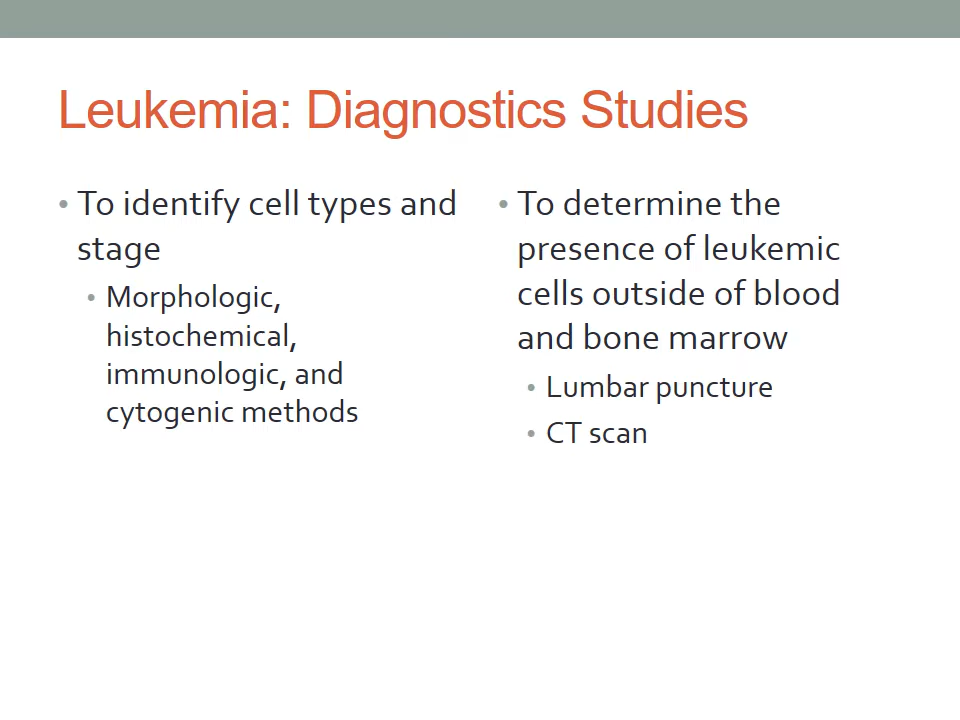 Leukemia: Diagnostics Studies
• To identify cell types and
stage
• Morphologic,
histochemical,
immunologic, and
cytogenic methods
• To determine the
presence of leukemic
cells outside of blood
and bone marrow
• Lumbar puncture
• CT scan